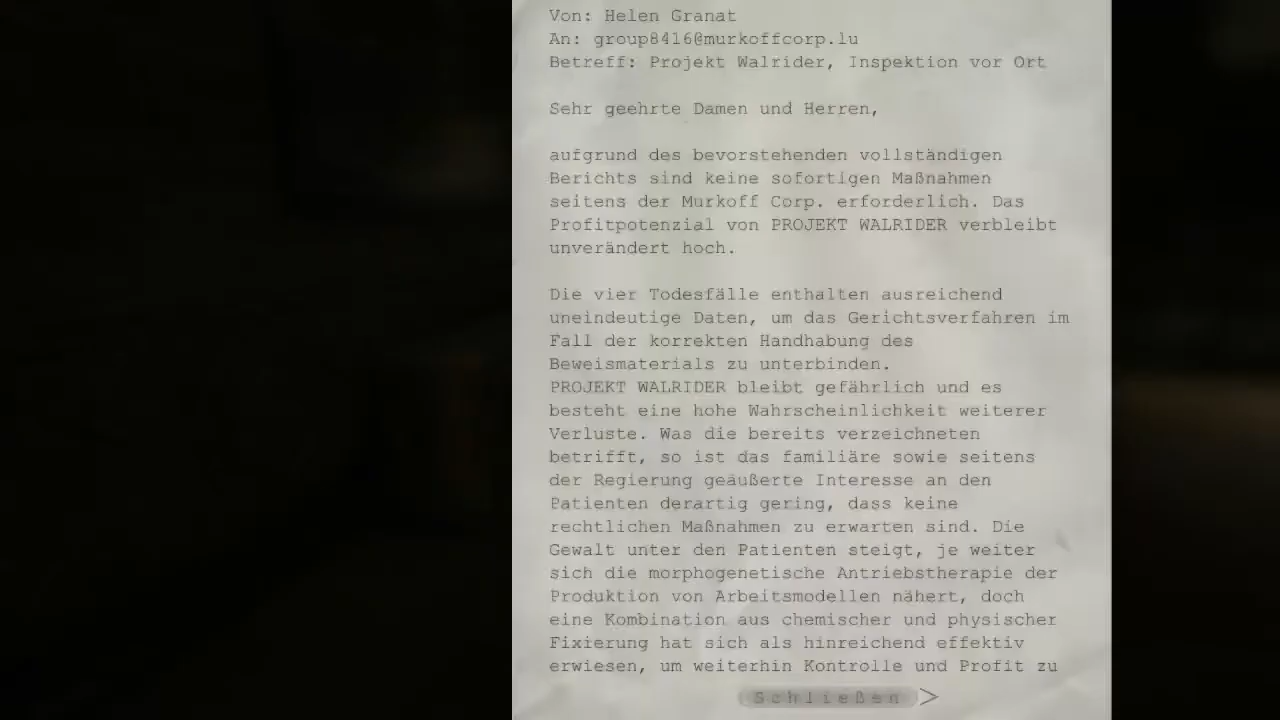 Von: Helen Granat
An: group8416@murkoffcorp.lu
Betreff: Projekt Walrider, Inspektion vor Ort
Sehr geehrte Damen und Herren,
aufgrund des bevorstehenden vollständigen
Berichts sind keine sofortigen Maßnahmen
seitens der Murkoff Corp. erforderlich. Das
Profitpotenzial von PROJEKT WALRIDER verbleibt
unverändert hoch.
Die vier Todesfälle enthalten ausreichend
uneindeutige Daten, um das Gerichtsverfahren im
Fall der korrekten Handhabung des
Beweismaterials zu unterbinden.
PROJEKT WALRIDER bleibt gefährlich und es
besteht eine hohe Wahrscheinlichkeit weiterer
Verluste. Was die bereits verzeichneten
betrifft, so ist das familiäre sowie seitens
der Regierung geäußerte Interesse an den
Patienten derartig gering, dass keine
rechtlichen Maßnahmen zu erwarten sind. Die
Gewalt unter den Patienten steigt, je weiter
sich die morphogenetische Antriebstherapie der
Produktion von Arbeitsmodellen nähert, doch
eine Kombination aus chemischer und physischer
Fixierung hat sich als hinreichend effektiv
erwiesen, um weiterhin Kontrolle und Profit zu
Schließen >